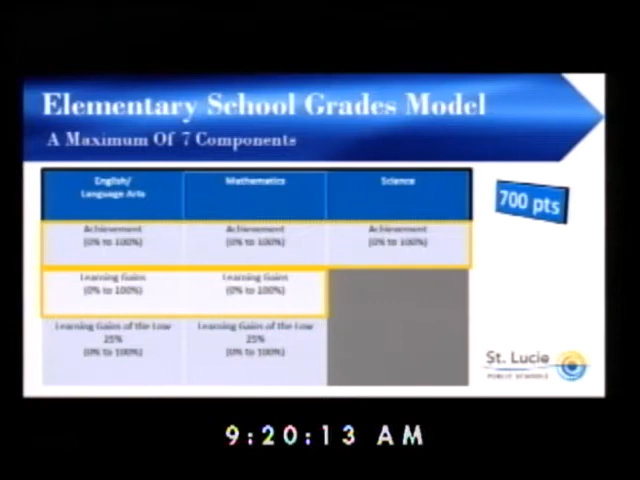 Elementary School Grades Model
A Maximum Of 7 Components
English/ Mathematics Science
Language Arts
700 pts
Achievement Achievement Achievement
(0% to 100%) (0% to 100%) (0% to 100%)
Learning Gains Learning Gains
(0% to 100%) (0% to 100%)
Learning Gains of the Low Learning Gains of the Low
25% 25%
(0% to 100%) (0% to 100%)
St. Lucie
PUBLIC SCHOOLS
9:20:13 AM